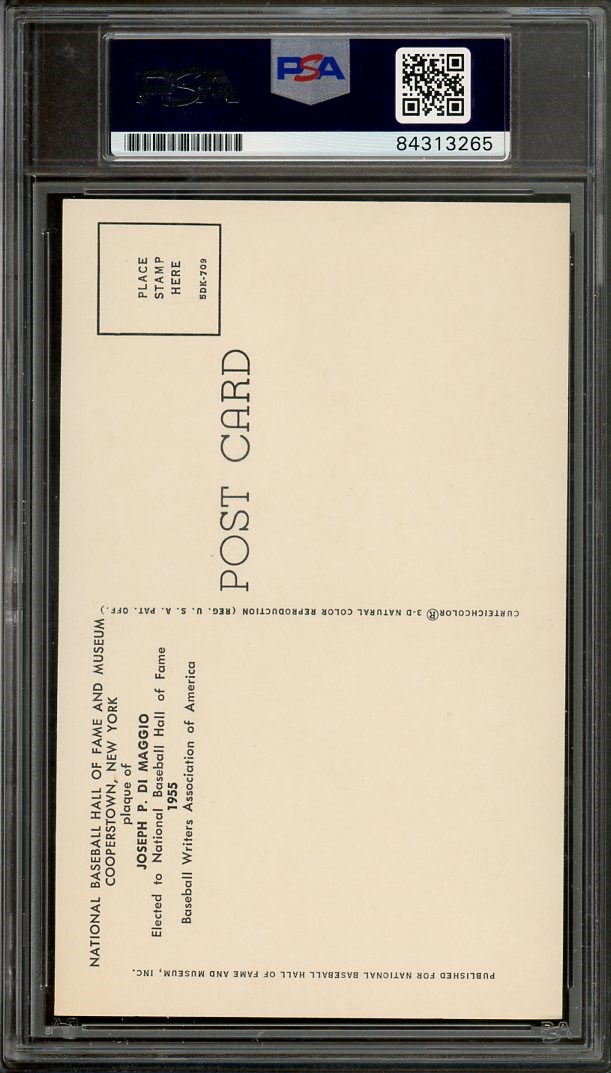 PSA
PSA
84313265
PLACE
STAMP
HERE
5DK-709
POST CARD
CURTEICHCOLOR® 3-D NATURAL COLOR REPRODUCTION (REG. U. S. A. PAT. OFF.)
NATIONAL BASEBALL HALL OF FAME AND MUSEUM
COOPERSTOWN, NEW YORK
plaque of
JOSEPH P. DI MAGGIO
Elected to National Baseball Hall of Fame
1955
Baseball Writers Association of America
PUBLISHED FOR NATIONAL BASEBALL HALL OF FAME AND MUSEUM, INC.